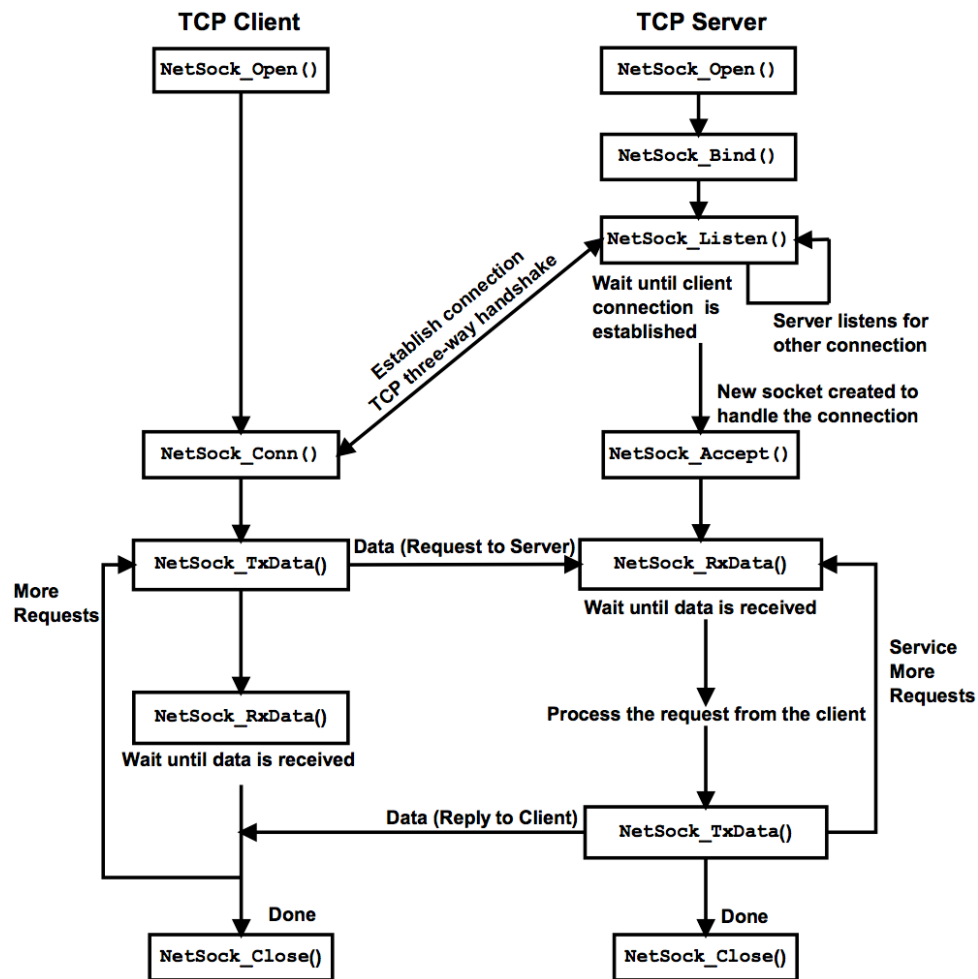 TCP Client
TCP Server
NetSock_Open()
NetSock_Open()
NetSock_Bind()
NetSock_Listen()
Establish connection
TCP three-way handshake
Wait until client
connection is
established
Server listens for
other connection
New socket created to
handle the connection
NetSock_Conn()
NetSock_Accept()
NetSock_TxData()
Data (Request to Server)
NetSock_RxData()
More
Requests
Wait until data is received
Service
More
Requests
NetSock_RxData()
Wait until data is received
Process the request from the client
Data (Reply to Client)
NetSock_TxData()
Done
Done
NetSock_Close()
NetSock_Close()